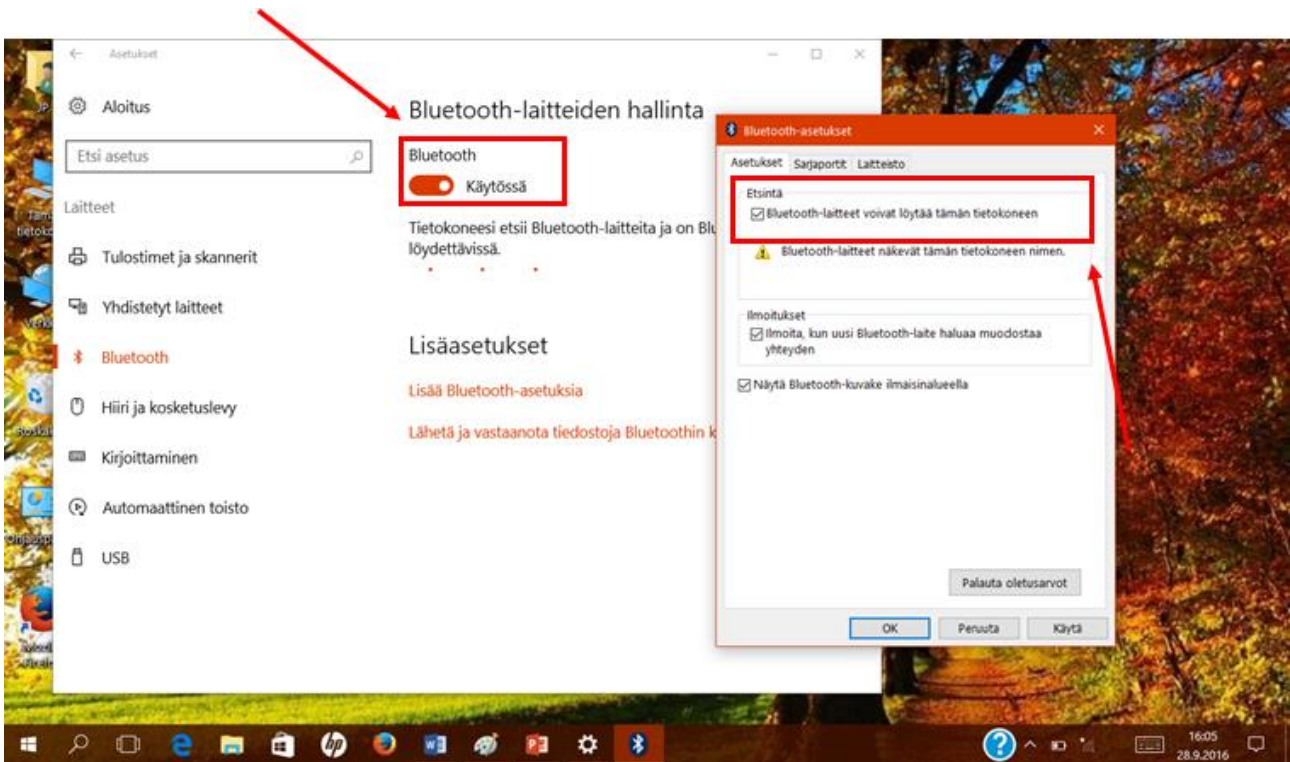 Asetukset
Aloitus
Etsi asetus
Laitteet
Tulostimet ja skannerit
Yhdistetyt laitteet
Bluetooth
Hiiri ja kosketuslevy
Kirjoittaminen
Automaattinen toisto
USB
Bluetooth-laitteiden hallinta
Bluetooth
Käytössä
Tietokoneesi etsii Bluetooth-laitteita ja on
löydettävissä.
Lisäasetukset
Lisää Bluetooth-asetuksia
Lähetä ja vastaanota tiedostoja Bluetoothin
Bluetooth-asetukset
Asetukset Sarjaportit Laitteisto
Etsintä
Bluetooth-laitteet voivat löytää tämän tietokoneen
Bluetooth-laitteet näkevät tämän tietokoneen nimen.
Ilmoitukset
Ilmoita, kun uusi Bluetooth-laite haluaa muodostaa
yhteyden
Näytä Bluetooth-kuvake ilmaisinalueella
Palauta oletusarvot
OK Peruuta Käytä
16:05
28.9.2016